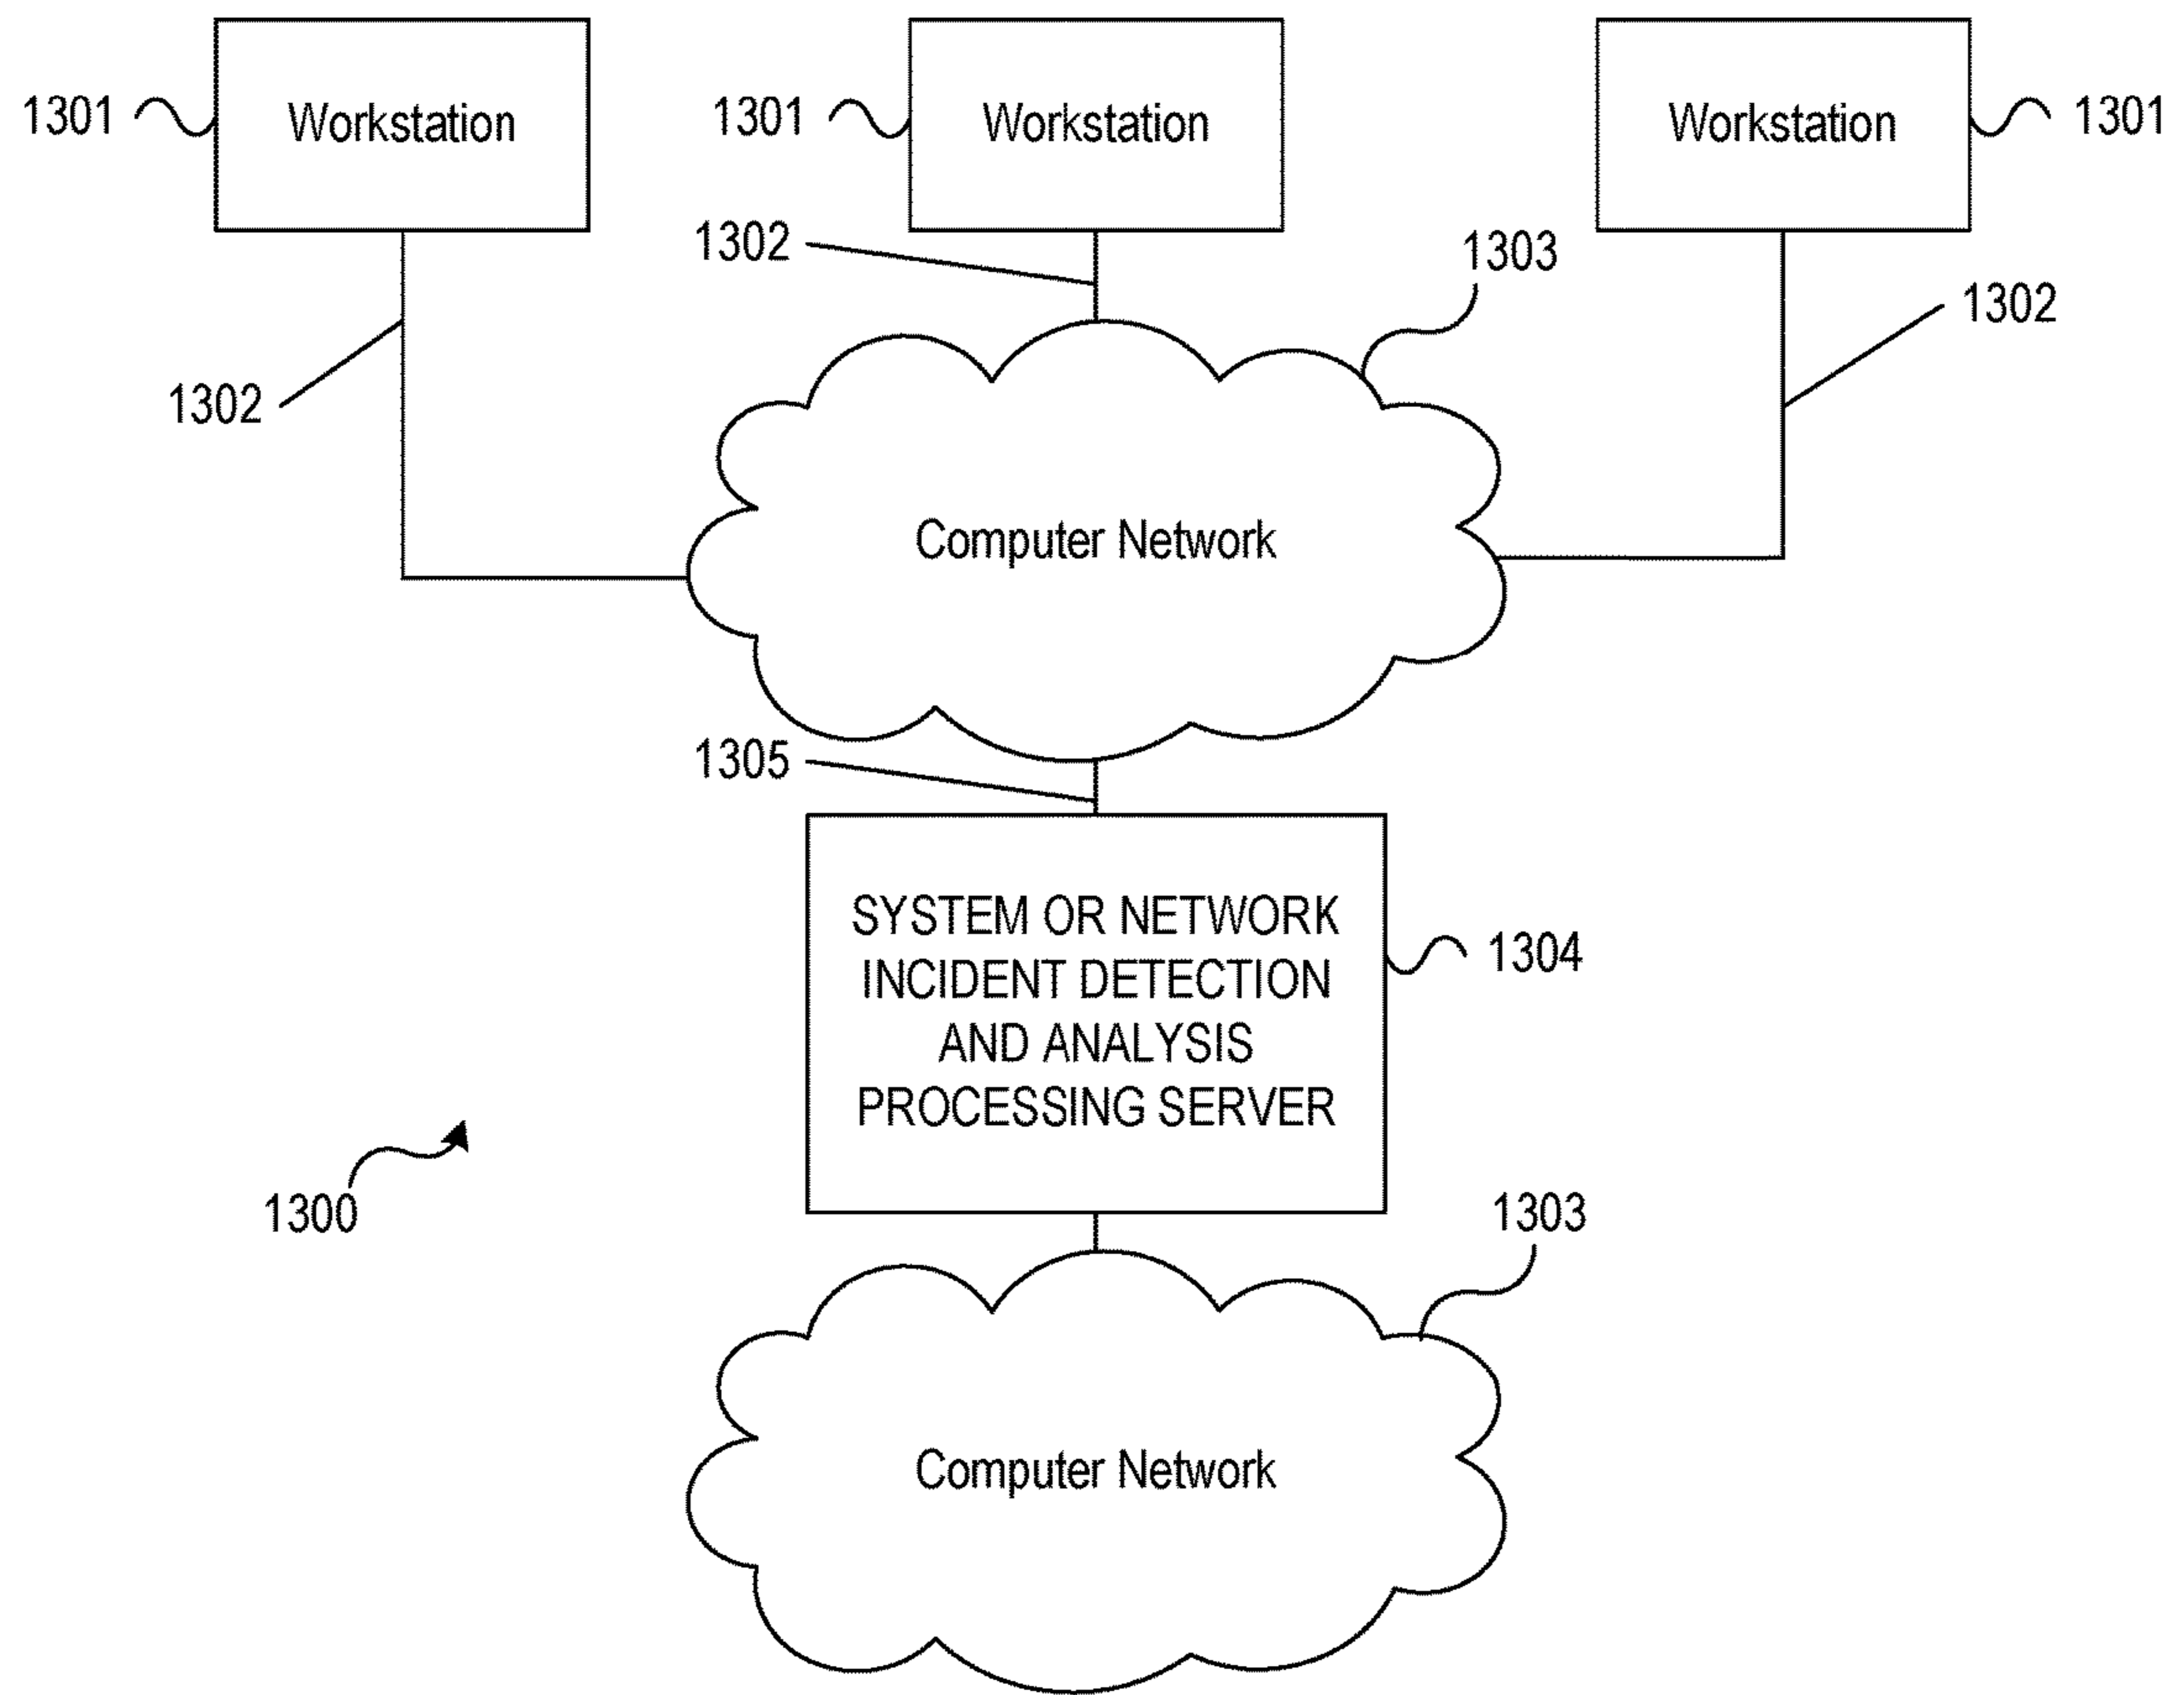 1301
Workstation
1301
Workstation
Workstation
1301
1302
1303
1302
1302
Computer Network
1305
SYSTEM OR NETWORK
INCIDENT DETECTION
AND ANALYSIS
PROCESSING SERVER
1304
1300
1303
Computer Network